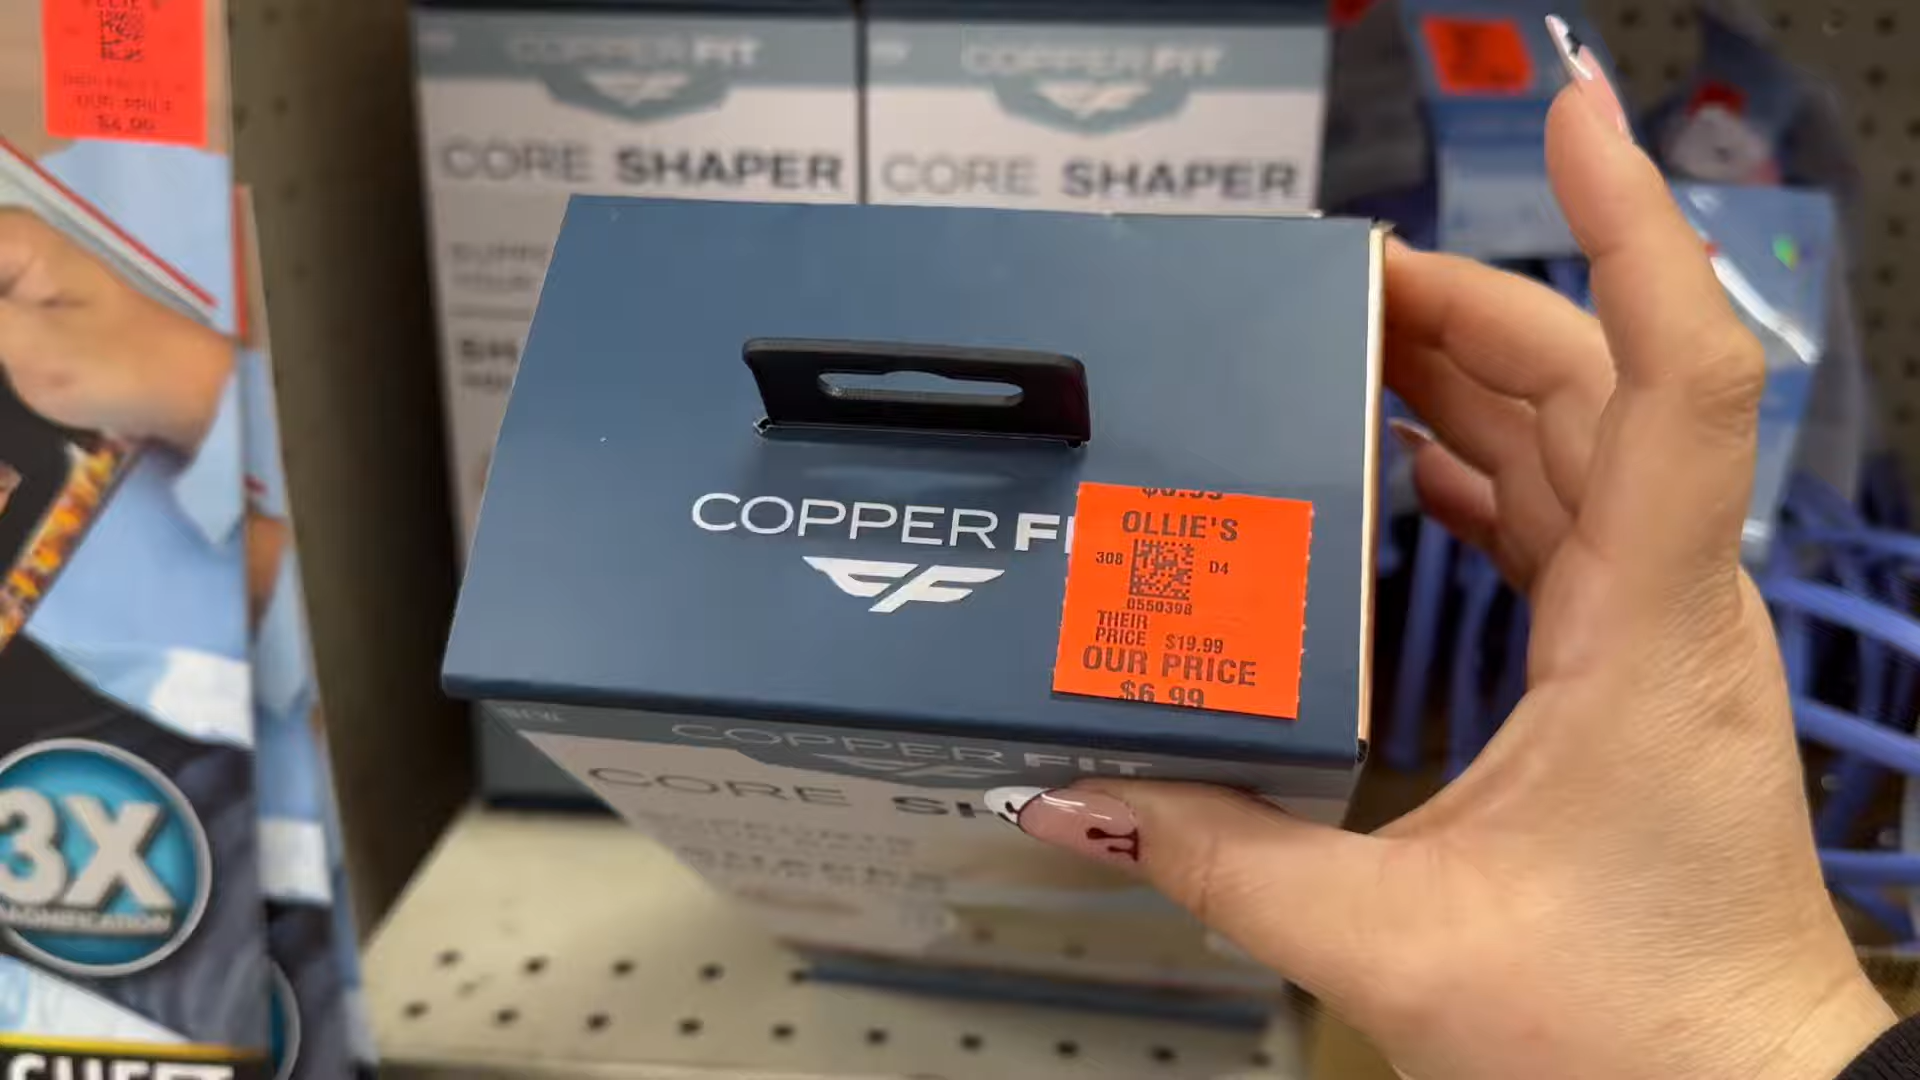 OUR PRICE
COPPER FIT
COPPER FIT
CORE SHAPER
CORE SHAPER
COPPER
OLLIE'S
308
D4
0550398
THEIR
PRICE $19.99
OUR PRICE
$6.99
COPPER FIT
CORE
3X
MAGNIFICATION